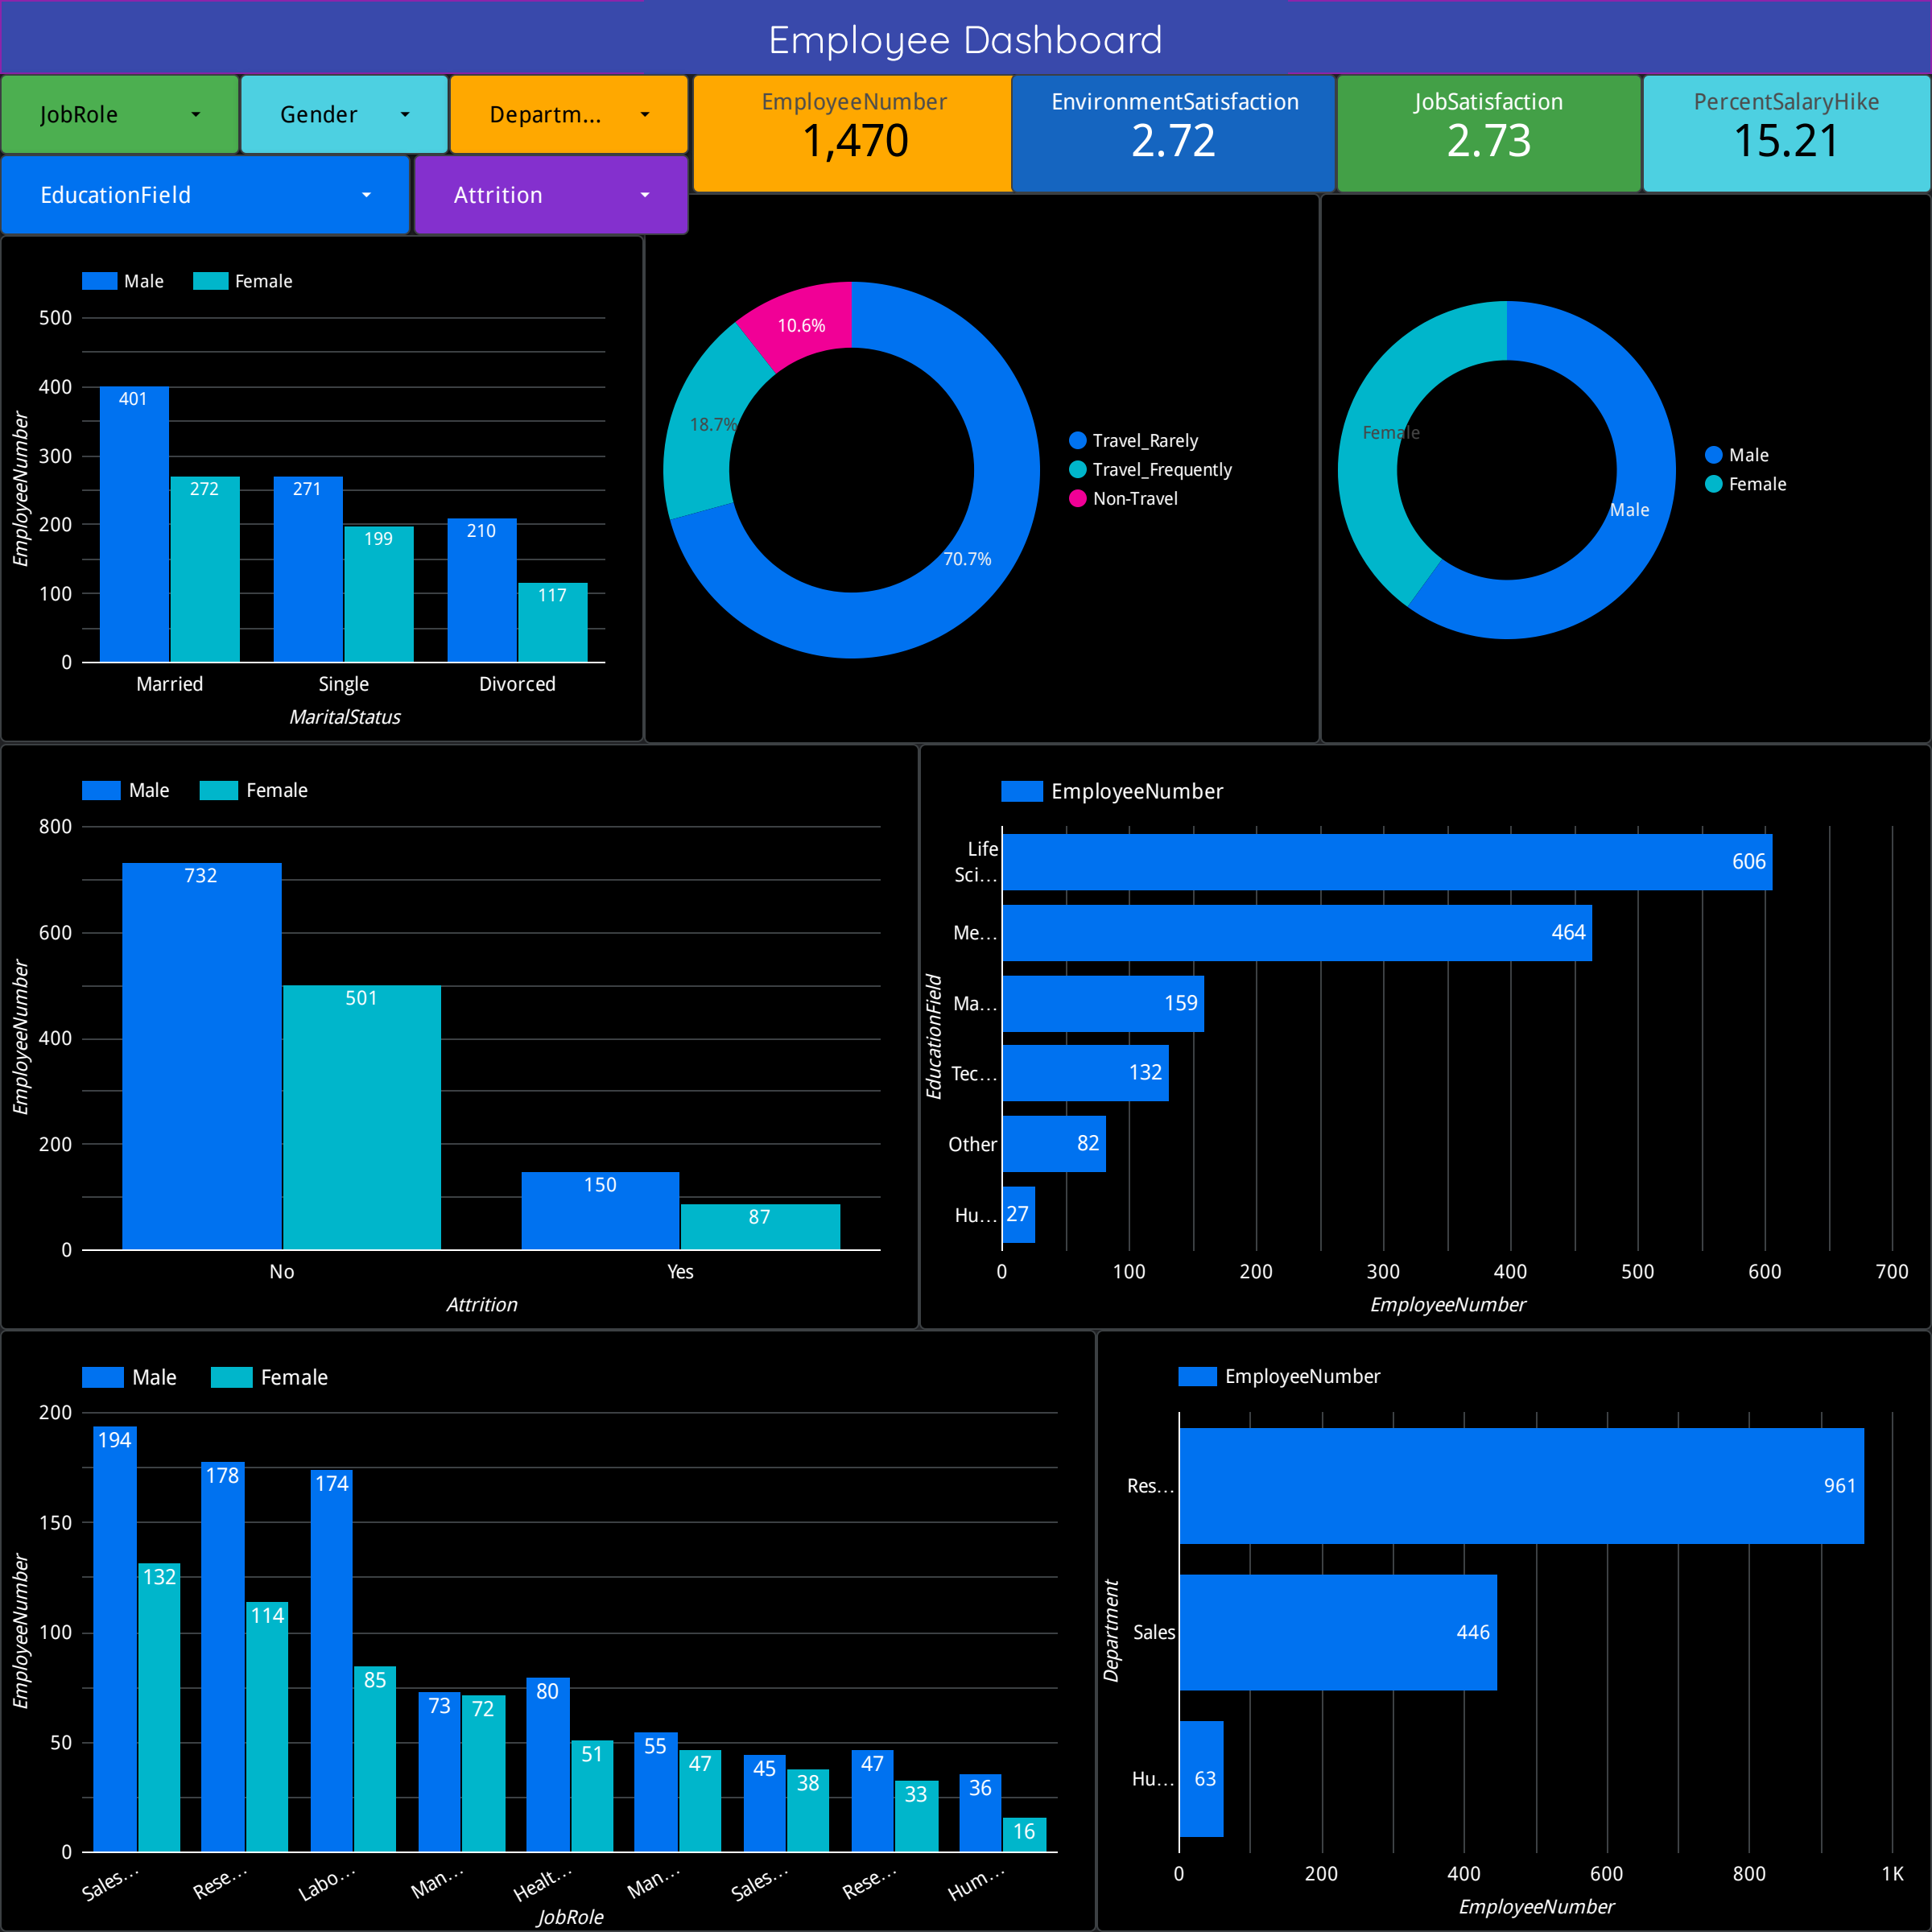 Employee Dashboard
JobRole
Gender
Departm...
EmployeeNumber
1,470
EnvironmentSatisfaction
2.72
JobSatisfaction
2.73
PercentSalaryHike
15.21
EducationField
Attrition
Male Female
500
400
300
200
100
0
EmployeeNumber
401
272
271
199
210
117
Married Single Divorced
MaritalStatus
10.6%
18.7%
70.7%
Travel_Rarely
Travel_Frequently
Non-Travel
Female
Male
Male
Female
Male Female
800
600
400
200
0
EmployeeNumber
732
501
150
87
No Yes
Attrition
EmployeeNumber
EducationField
Life
Sci...
606
Me...
464
Ma...
159
Tec...
132
Other
82
Hu...
27
0 100 200 300 400 500 600 700
EmployeeNumber
Male Female
200
150
100
50
0
EmployeeNumber
194
132
178
114
174
85
73
72
80
51
55
47
45
38
47
33
36
16
Sales... Rese... Labo... Man... Healt... Man... Sales... Rese... Hum...
JobRole
EmployeeNumber
Department
Res...
961
Sales
446
Hu...
63
0 200 400 600 800 1K
EmployeeNumber